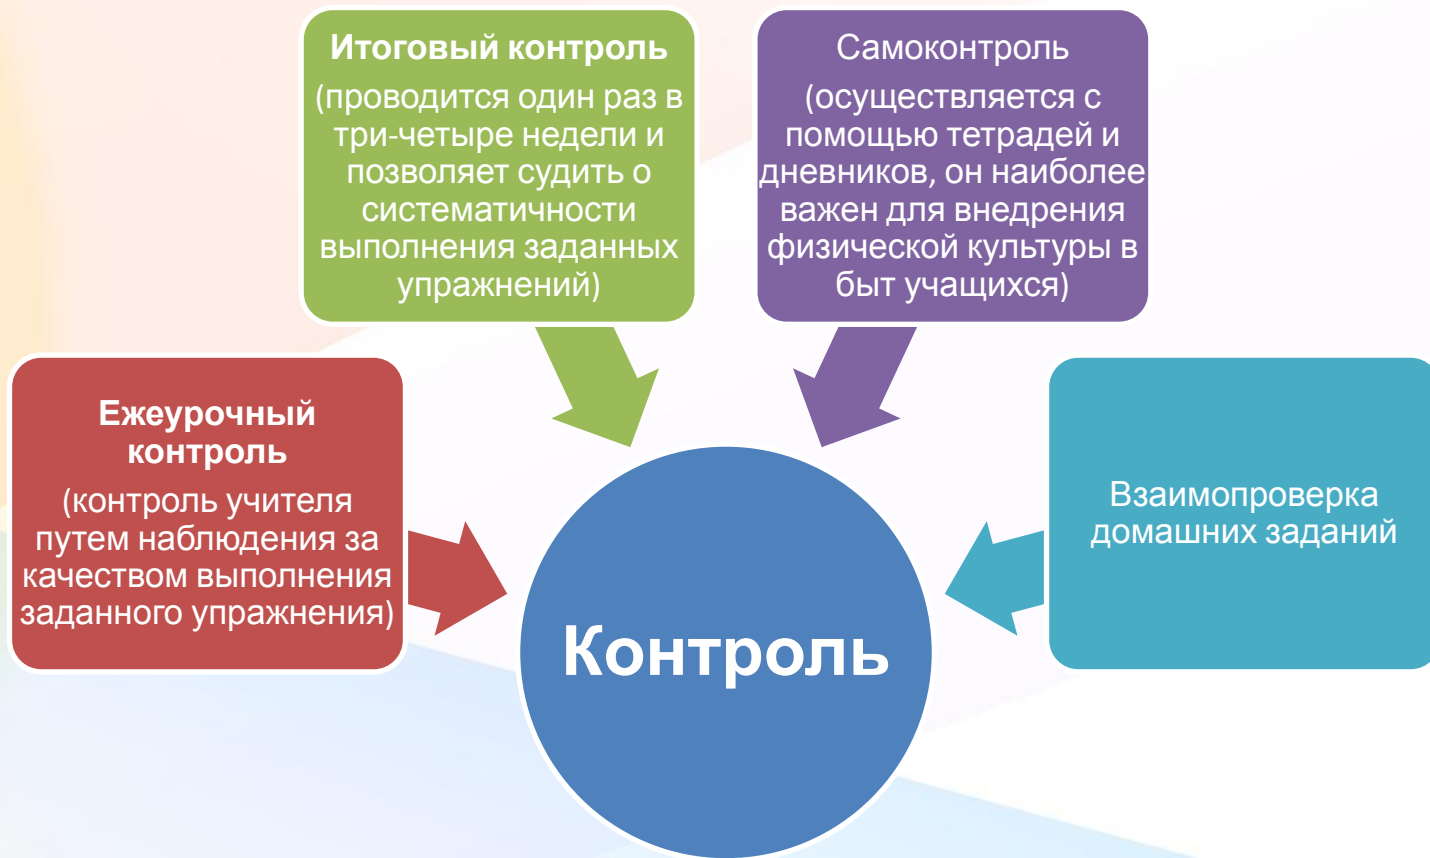 Итоговый контроль
(проводится один раз в
три-четыре недели и
позволяет судить о
систематичности
выполнения заданных
упражнений)
Самоконтроль
(осуществляется с
помощью тетрадей и
дневников, он наиболее
важен для внедрения
физической культуры в
быт учащихся)
Ежеурочный
контроль
(контроль учителя
путем наблюдения за
качеством выполнения
заданного упражнения)
Взаимопроверка
домашних заданий
Контроль